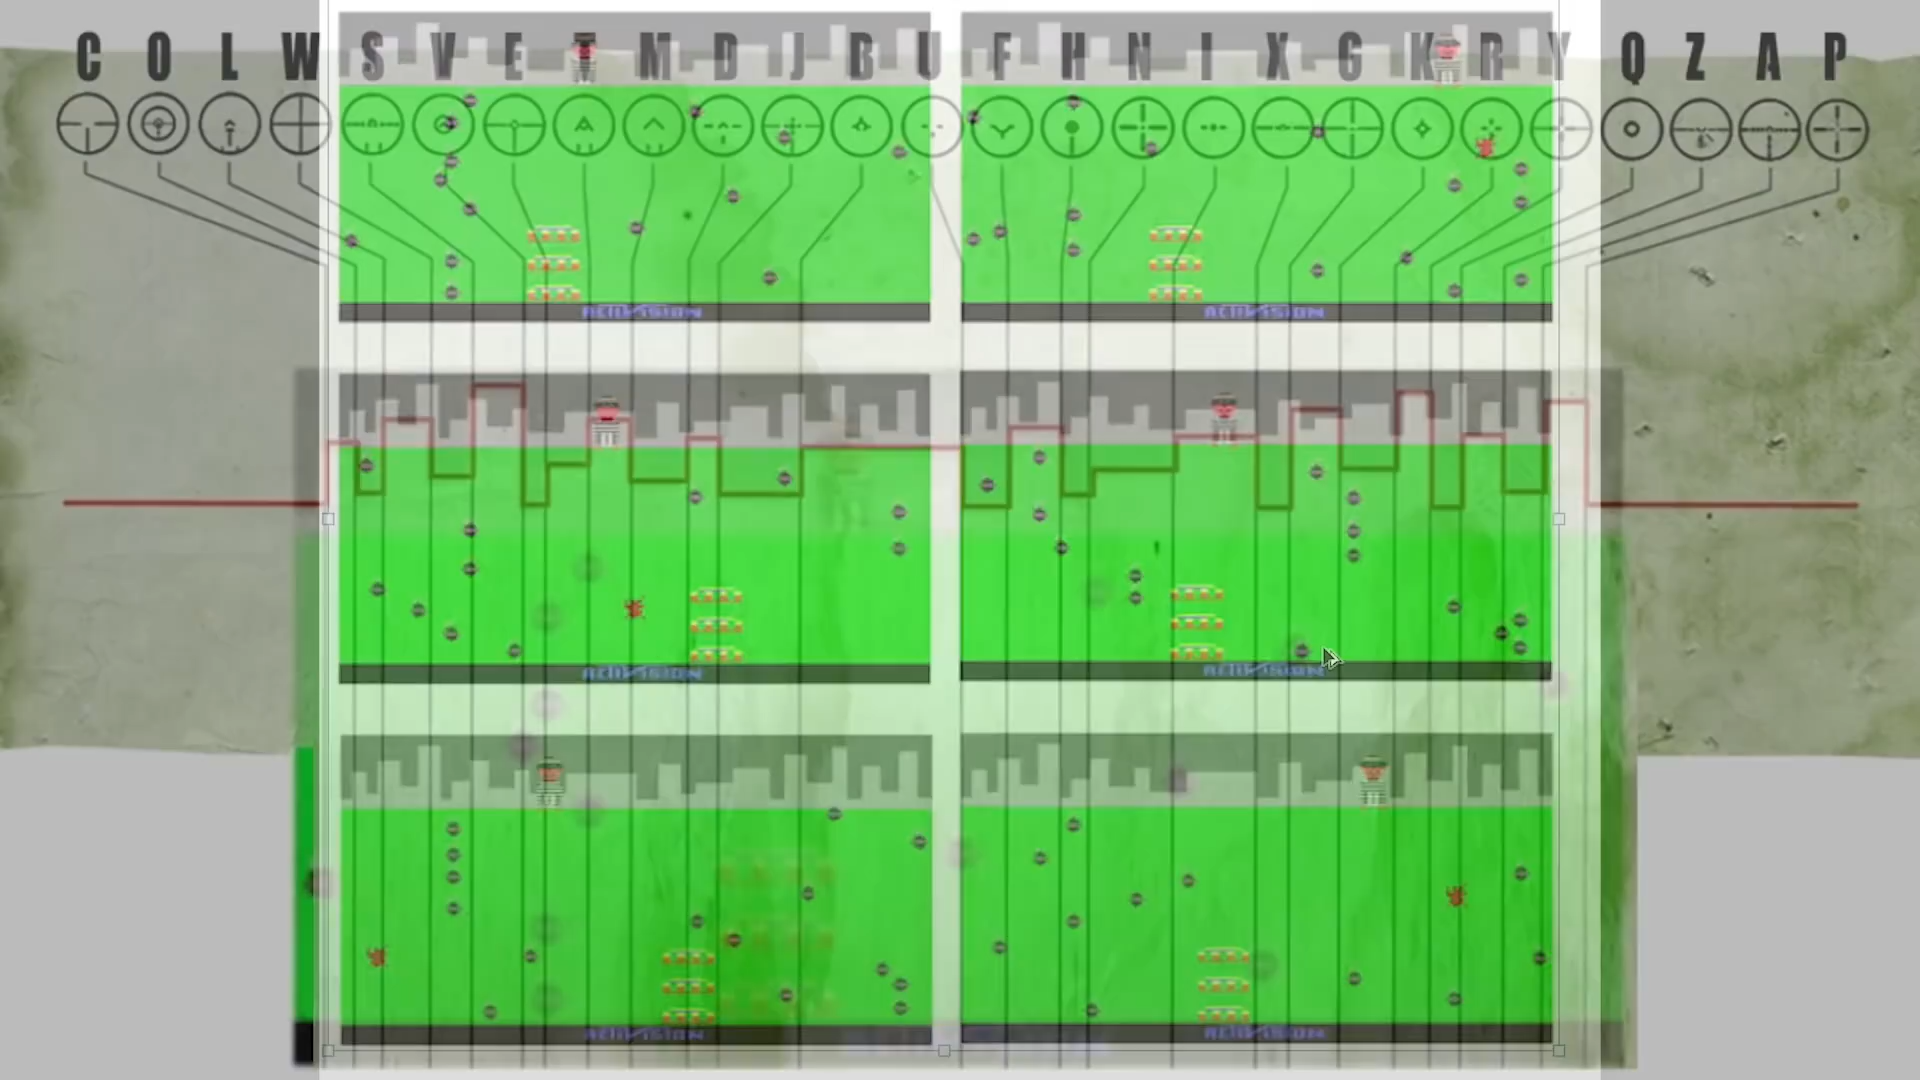 C O L W S V E M D J B U F H N I X G K R Y Q Z A P
ACTIVISION ACTIVISION
ACTIVISION ACTIVISION
ACTIVISION ACTIVISION